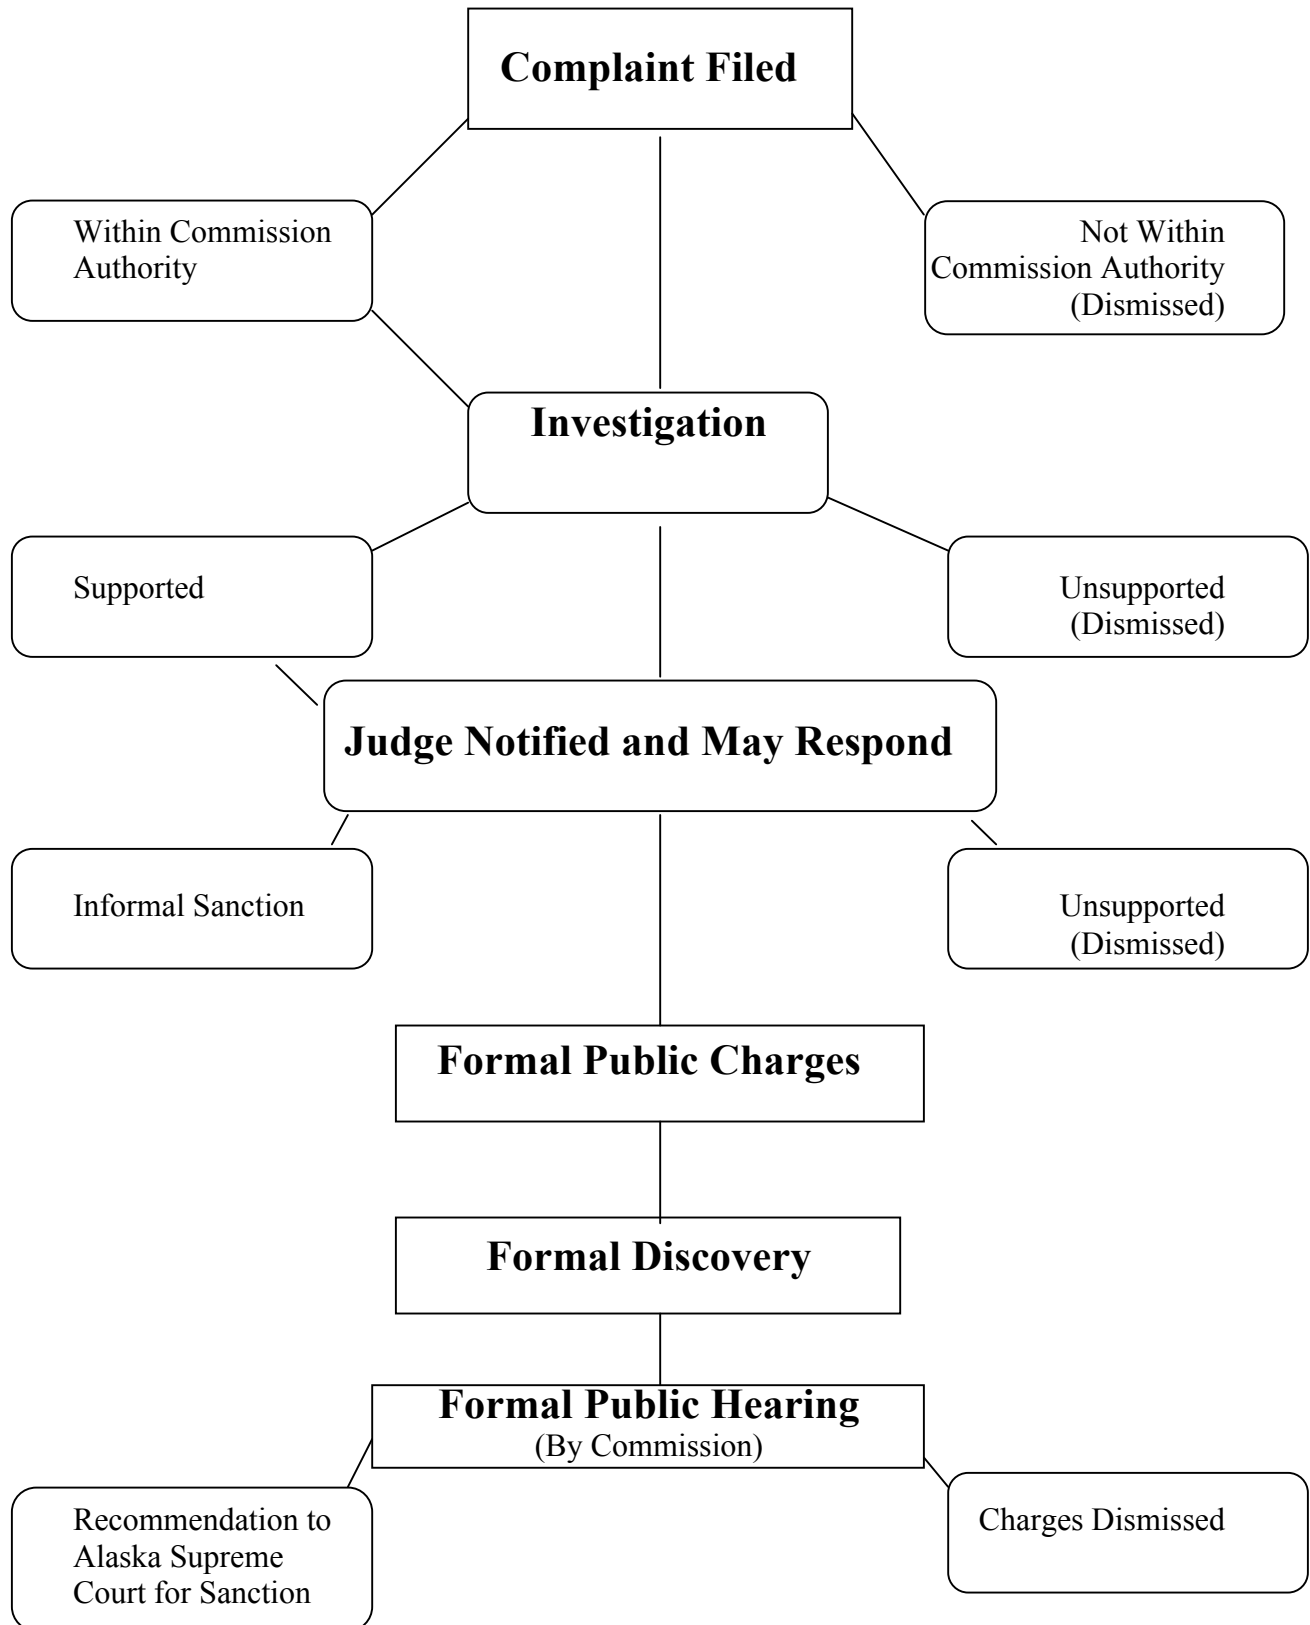 Complaint Filed
Within Commission
Authority
Not Within
Commission Authority
(Dismissed)
Investigation
Supported
Unsupported
(Dismissed)
Judge Notified and May Respond
Informal Sanction
Unsupported
(Dismissed)
Formal Public Charges
Formal Discovery
Formal Public Hearing
(By Commission)
Recommendation to
Alaska Supreme
Court for Sanction
Charges Dismissed